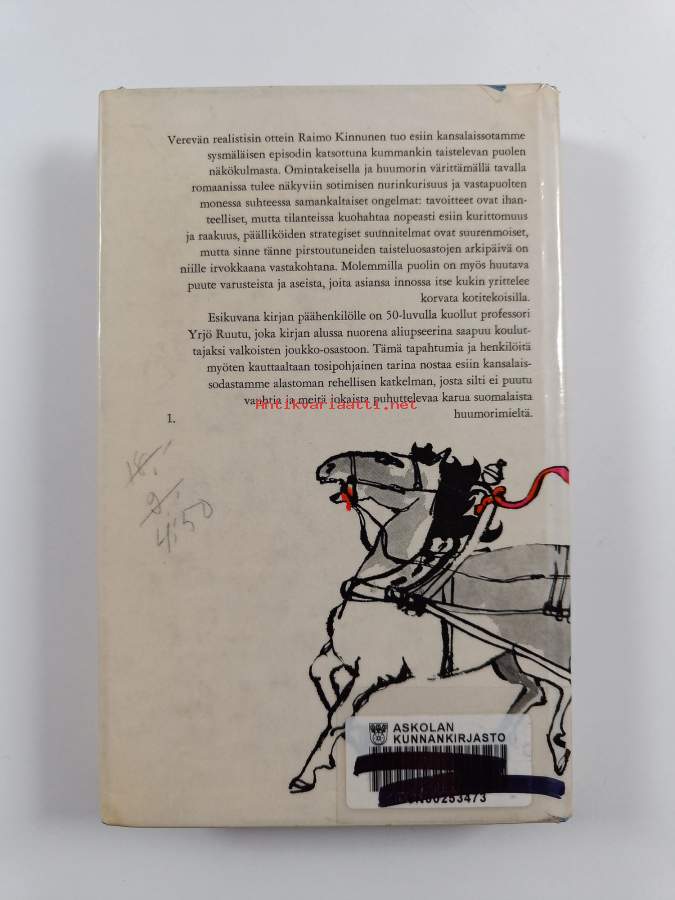 Verevän realistisin ottein Raimo Kinnunen tuo esiin kansalaissotamme
sysmäläisen episodin katsottuna kummankin taistelevan puolen
näkökulmasta. Omintakeisella ja huumorin värittämällä tavalla
romaanissa tulee näkyviin sotimisen nurinkurisuus ja vastapuolten
monessa suhteessa samankaltaiset ongelmat: tavoitteet ovat ihan-
teelliset, mutta tilanteissa kuohahtaa nopeasti esiin kurittomuus
ja raakuus, päälliköiden strategiset suunnitelmat ovat suurenmoiset,
mutta sinne tänne pirstoutuneiden taisteluosastojen arkipäivä on
niille irvokkaana vastakohtana. Molemmilla puolin on myös huutava
puute varusteista ja aseista, joita asiansa innossa itse kukin yrittelee
korvata kotitekoisilla.
Esikuvana kirjan päähenkilölle on 50-luvulla kuollut professori
Yrjö Ruutu, joka kirjan alussa nuorena aliupseerina saapuu koulut-
tajaksi valkoisten joukko-osastoon. Tämä tapahtumia ja henkilöitä
myöten kauttaaltaan tosipohjainen tarina nostaa esiin kansalais-
sodastamme alastoman rehellisen katkelman, josta silti ei puutu
vauhtia ja meitä jokaista puhuttelevaa karua suomalaista
Antikvariaatti.net
1. huumorimieltä.
18,-
9,-
4,50
ASKOLAN
KUNNANKIRJASTO
00253473